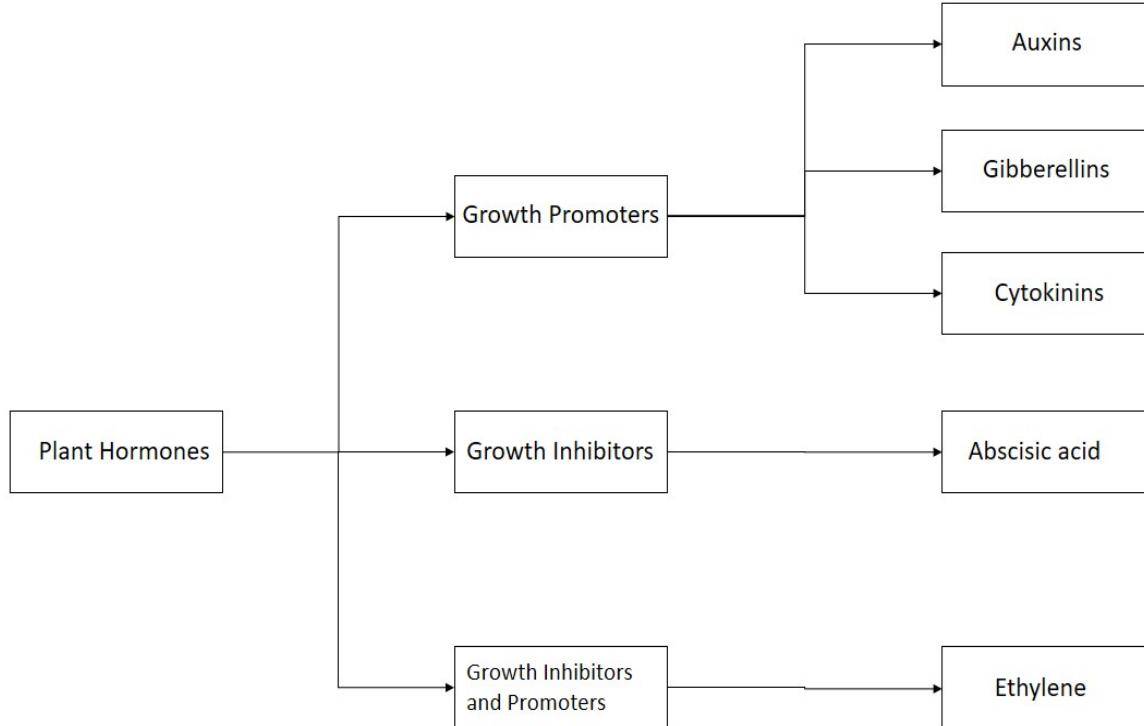 Auxins
Gibberellins
Growth Promoters
Cytokinins
Plant Hormones
Growth Inhibitors
Abscisic acid
Growth Inhibitors
and Promoters
Ethylene